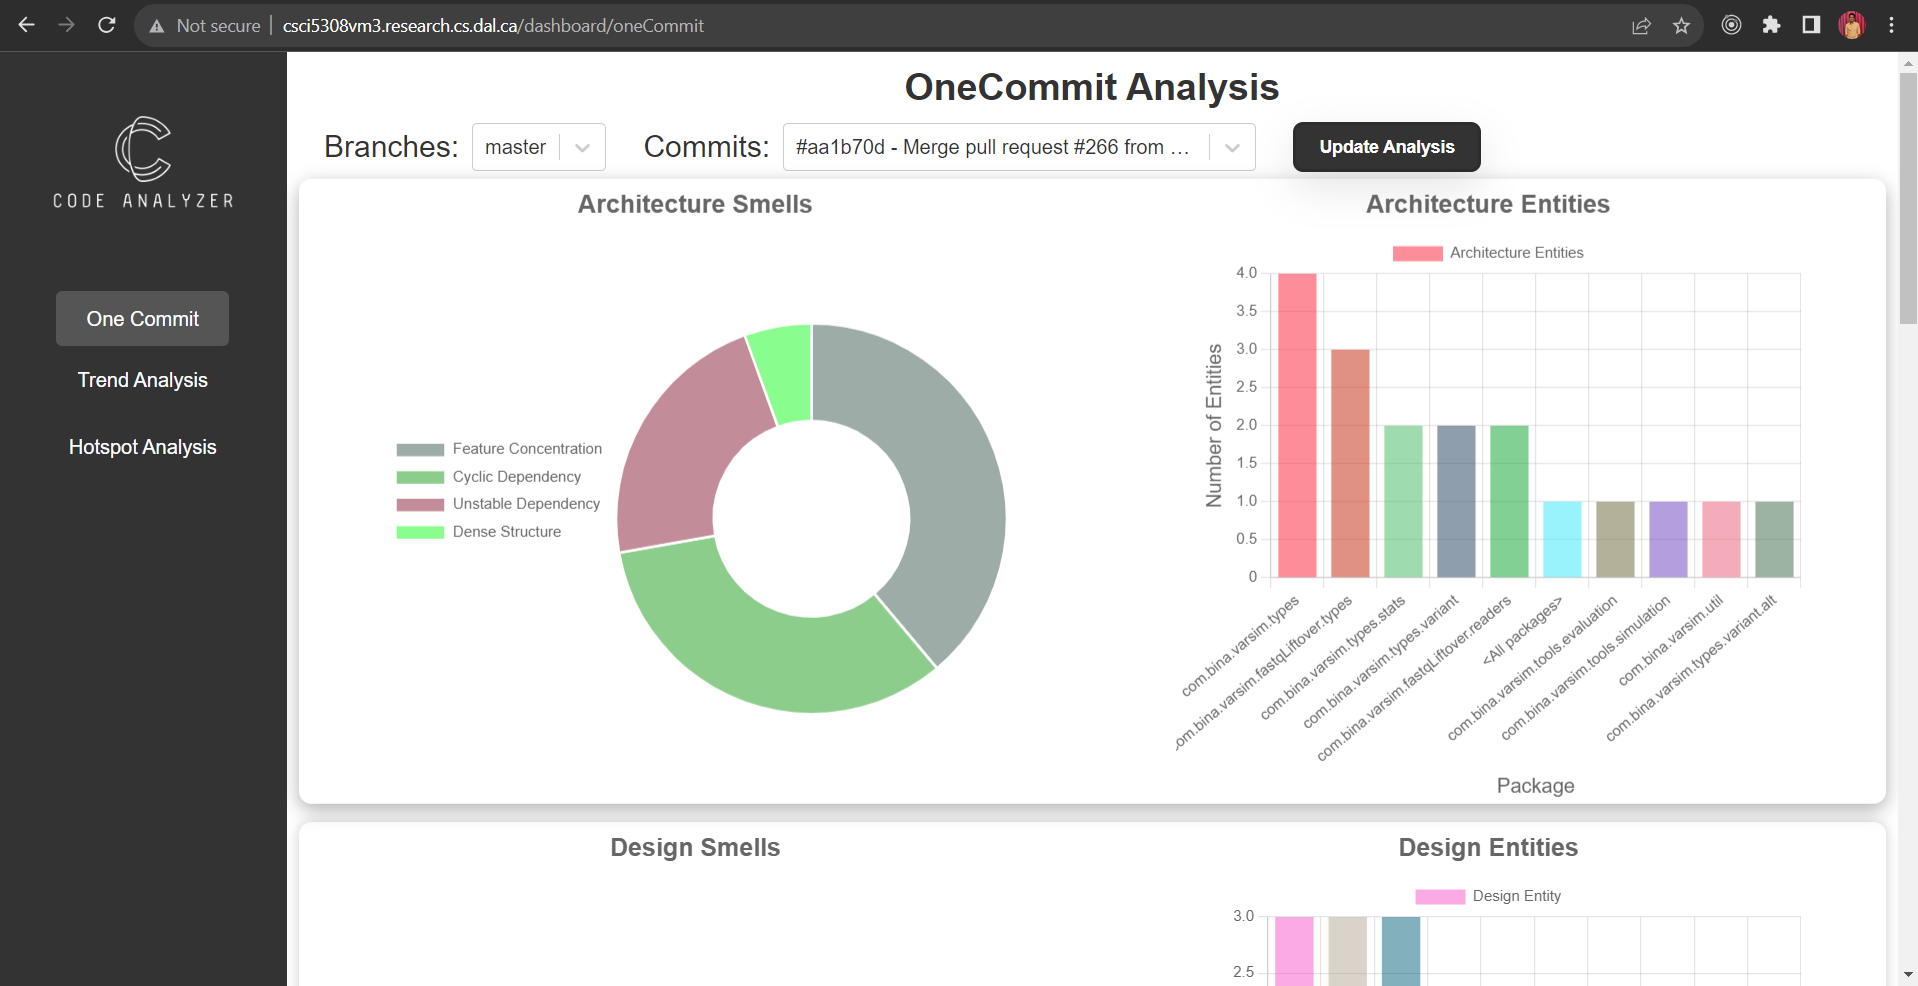 Not secure
csci5308vm3.research.cs.dal.ca/dashboard/oneCommit
CODE ANALYZER
One Commit
Trend Analysis
Hotspot Analysis
OneCommit Analysis
Branches:
master
Commits:
#aa1b70d - Merge pull request #266 from ...
Update Analysis
Architecture Smells
Feature Concentration
Cyclic Dependency
Unstable Dependency
Dense Structure
Architecture Entities
Architecture Entities
Number of Entities
4.0
3.5
3.0
2.5
2.0
1.5
1.0
0.5
0
com.bina.varsim.types
com.bina.varsim.fastqLiftover.types
com.bina.varsim.types.stats
com.bina.varsim.types.variant
com.bina.varsim.fastqLiftover.readers
<All packages>
com.bina.varsim.tools.evaluation
com.bina.varsim.tools.simulation
com.bina.varsim.util
com.bina.varsim.types.variant.alt
Package
Design Smells
Design Entities
Design Entity
3.0
2.5